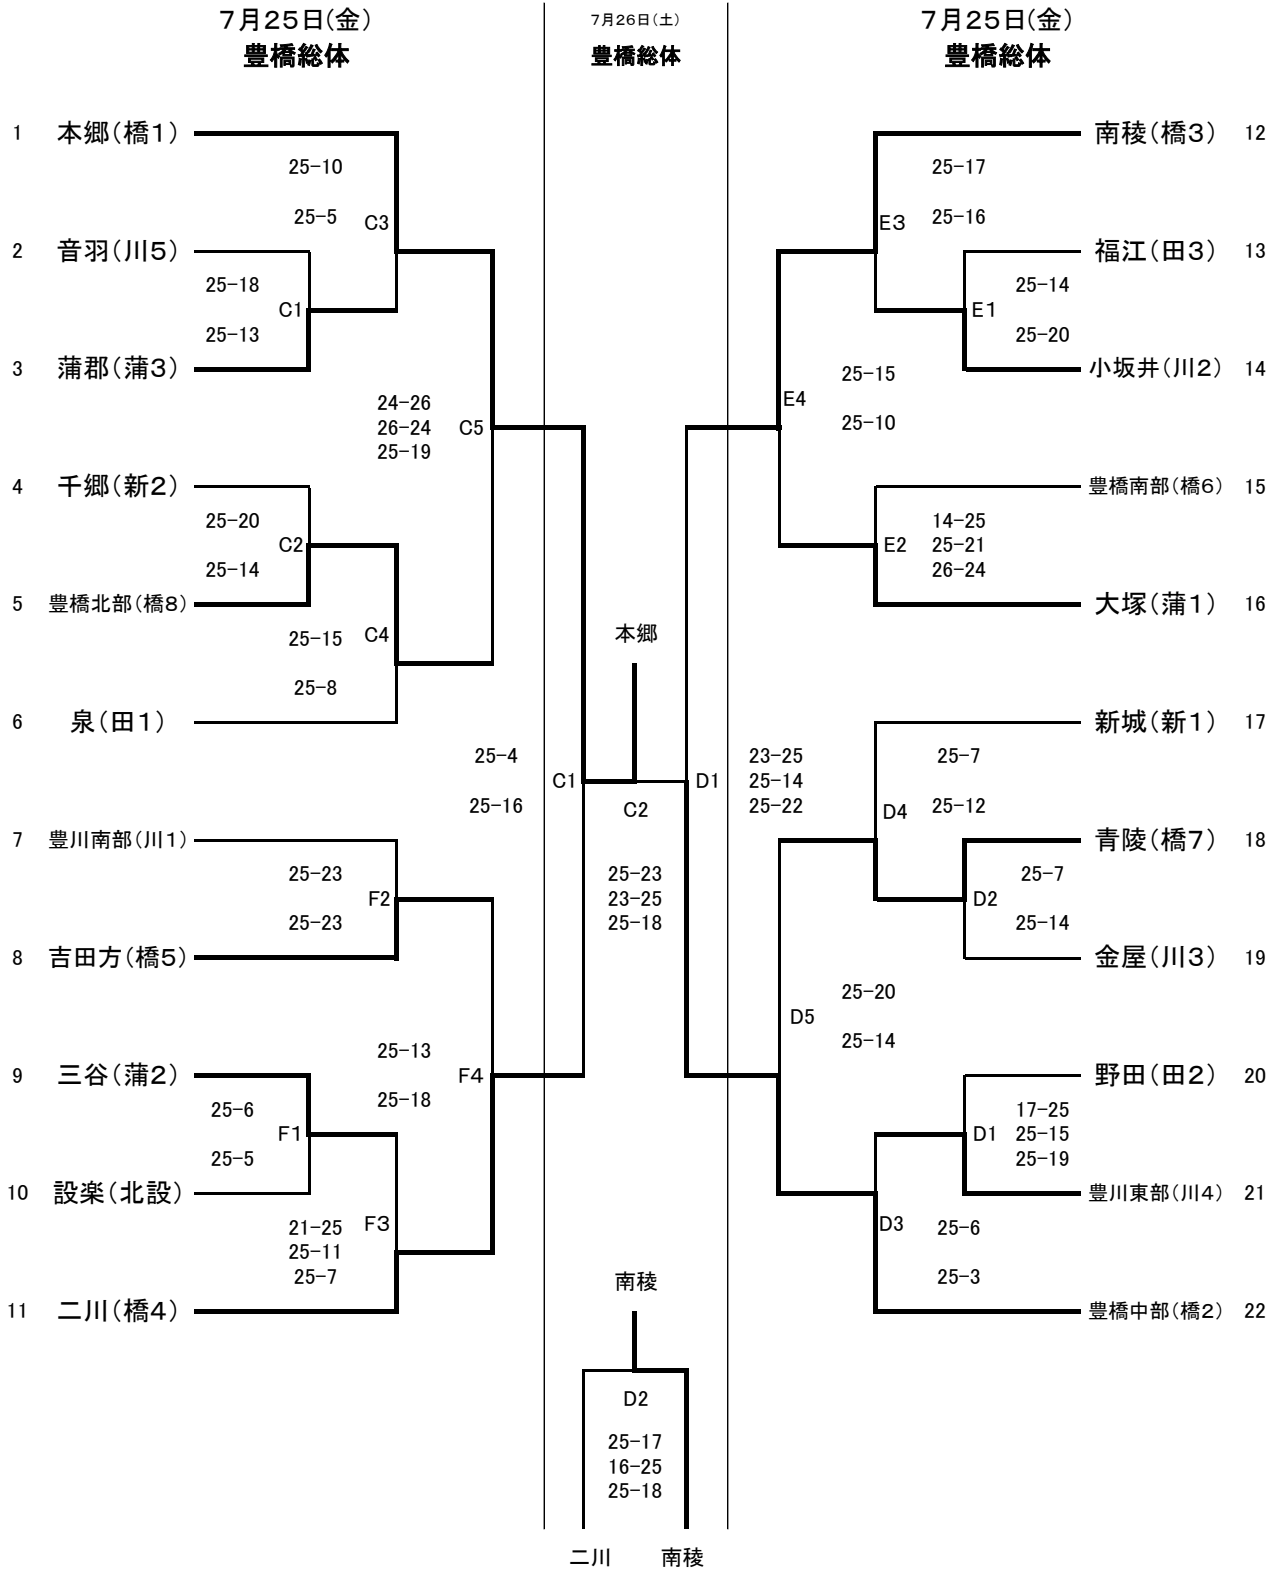 7月25日(金)
豊橋総体
7月26日(土)
豊橋総体
7月25日(金)
豊橋総体
1 本郷(橋1)
25-10
25-5 C3
2 音羽(川5)
25-18
C1
25-13
3 蒲郡(蒲3)
24-26
26-24 C5
25-19
4 千郷(新2)
25-20
C2
25-14
5 豊橋北部(橋8)
25-15 C4
25-8
6 泉(田1)
25-4
C1
25-16
7 豊川南部(川1)
25-23
F2
25-23
8 吉田方(橋5)
25-13
F4
25-18
9 三谷(蒲2)
25-6
F1
25-5
10 設楽(北設)
21-25 F3
25-11
25-7
11 二川(橋4)
本郷
C2
25-23
23-25
25-18
南稜
D2
25-17
16-25
25-18
二川 南稜
南稜(橋3) 12
25-17
E3 25-16
福江(田3) 13
25-14
E1
25-20
小坂井(川2) 14
25-15
E4
25-10
豊橋南部(橋6) 15
14-25
E2 25-21
26-24
大塚(蒲1) 16
新城(新1) 17
23-25
D1 25-14
25-22
25-7
D4 25-12
青陵(橋7) 18
25-7
D2
25-14
金屋(川3) 19
25-20
D5
25-14
野田(田2) 20
17-25
D1 25-15
25-19
豊川東部(川4) 21
D3 25-6
25-3
豊橋中部(橋2) 22